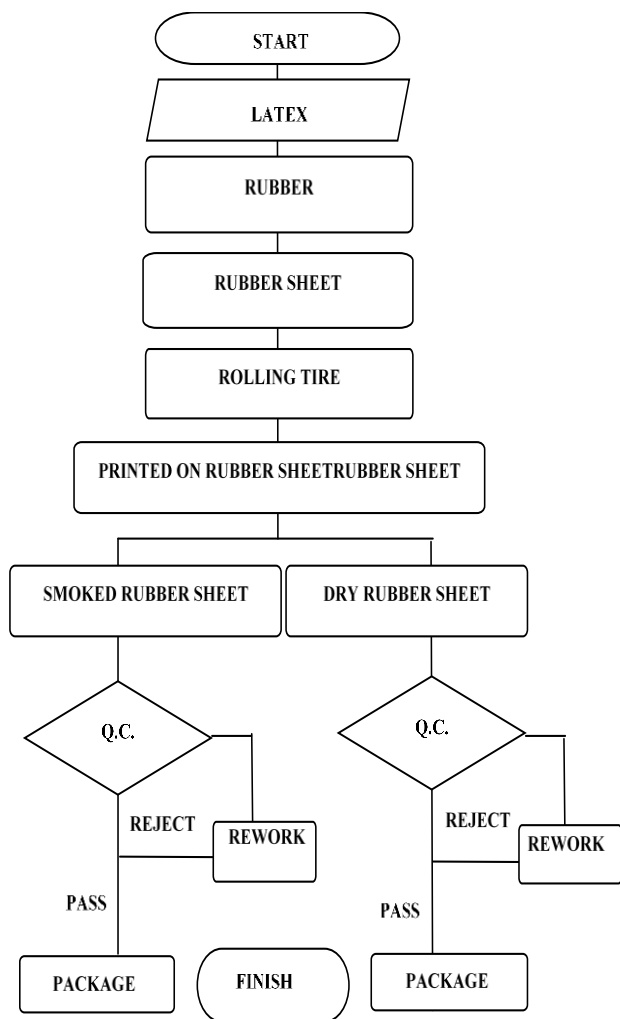 START
LATEX
RUBBER
RUBBER SHEET
ROLLING TIRE
PRINTED ON RUBBER SHEETRUBBER SHEET
SMOKED RUBBER SHEET
DRY RUBBER SHEET
Q.C.
Q.C.
REJECT
REWORK
REJECT
REWORK
PASS
PASS
PACKAGE
FINISH
PACKAGE